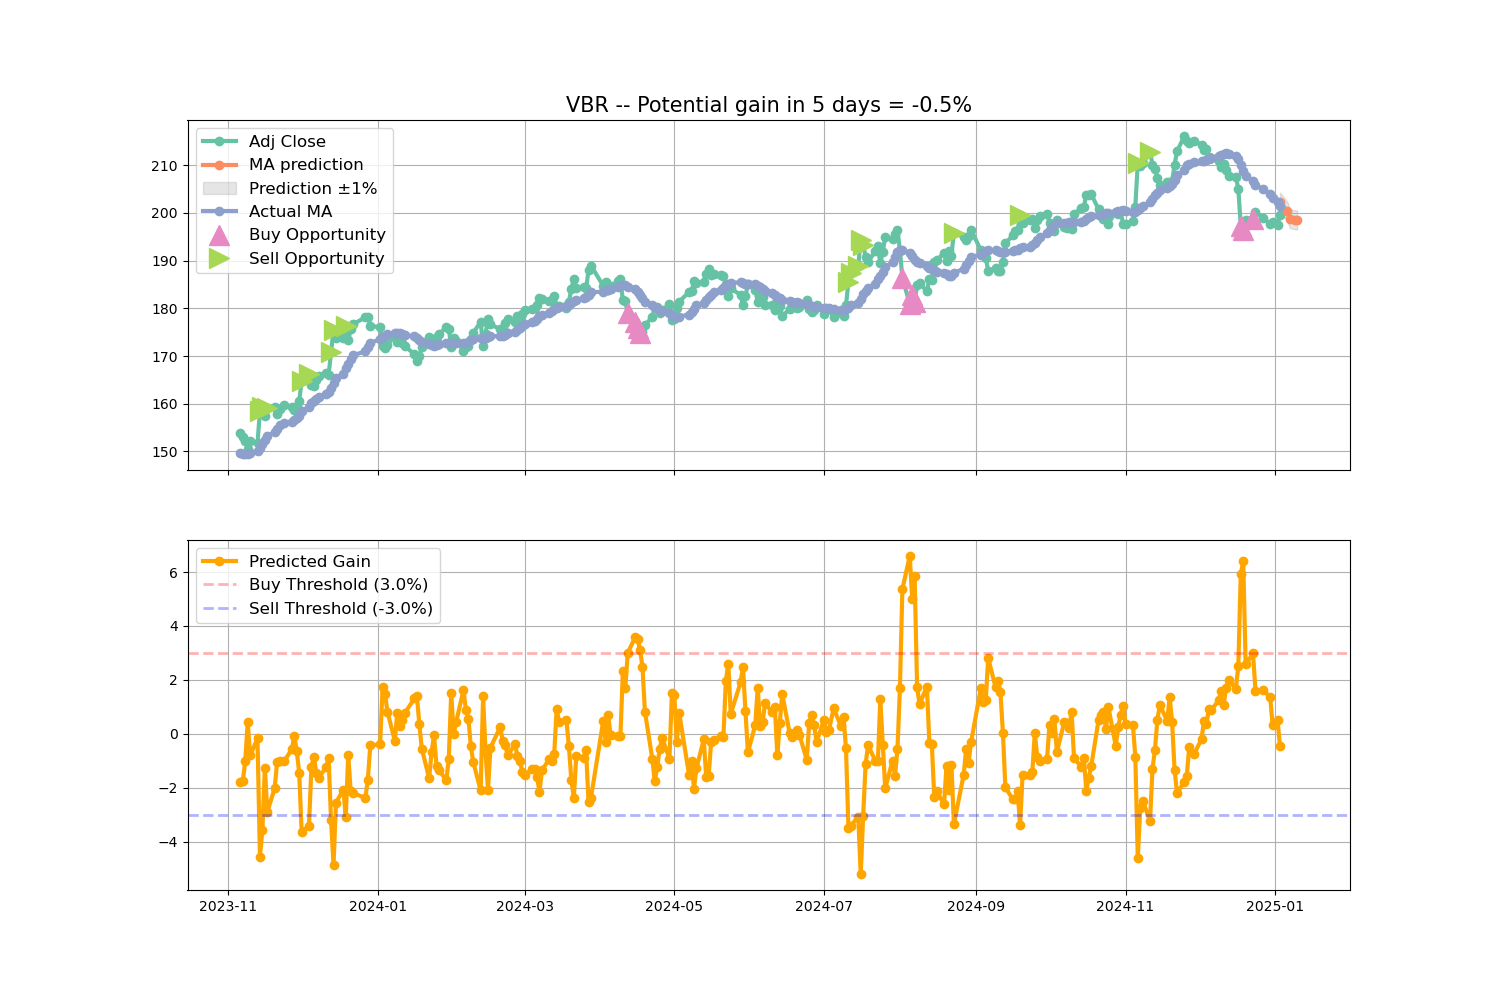 VBR -- Potential gain in 5 days = -0.5%
Adj Close
MA prediction
Prediction ±1%
Actual MA
Buy Opportunity
Sell Opportunity
210
200
190
180
170
160
150
Predicted Gain
Buy Threshold (3.0%)
Sell Threshold (-3.0%)
6
4
2
0
−2
−4
2023-11
2024-01
2024-03
2024-05
2024-07
2024-09
2024-11
2025-01